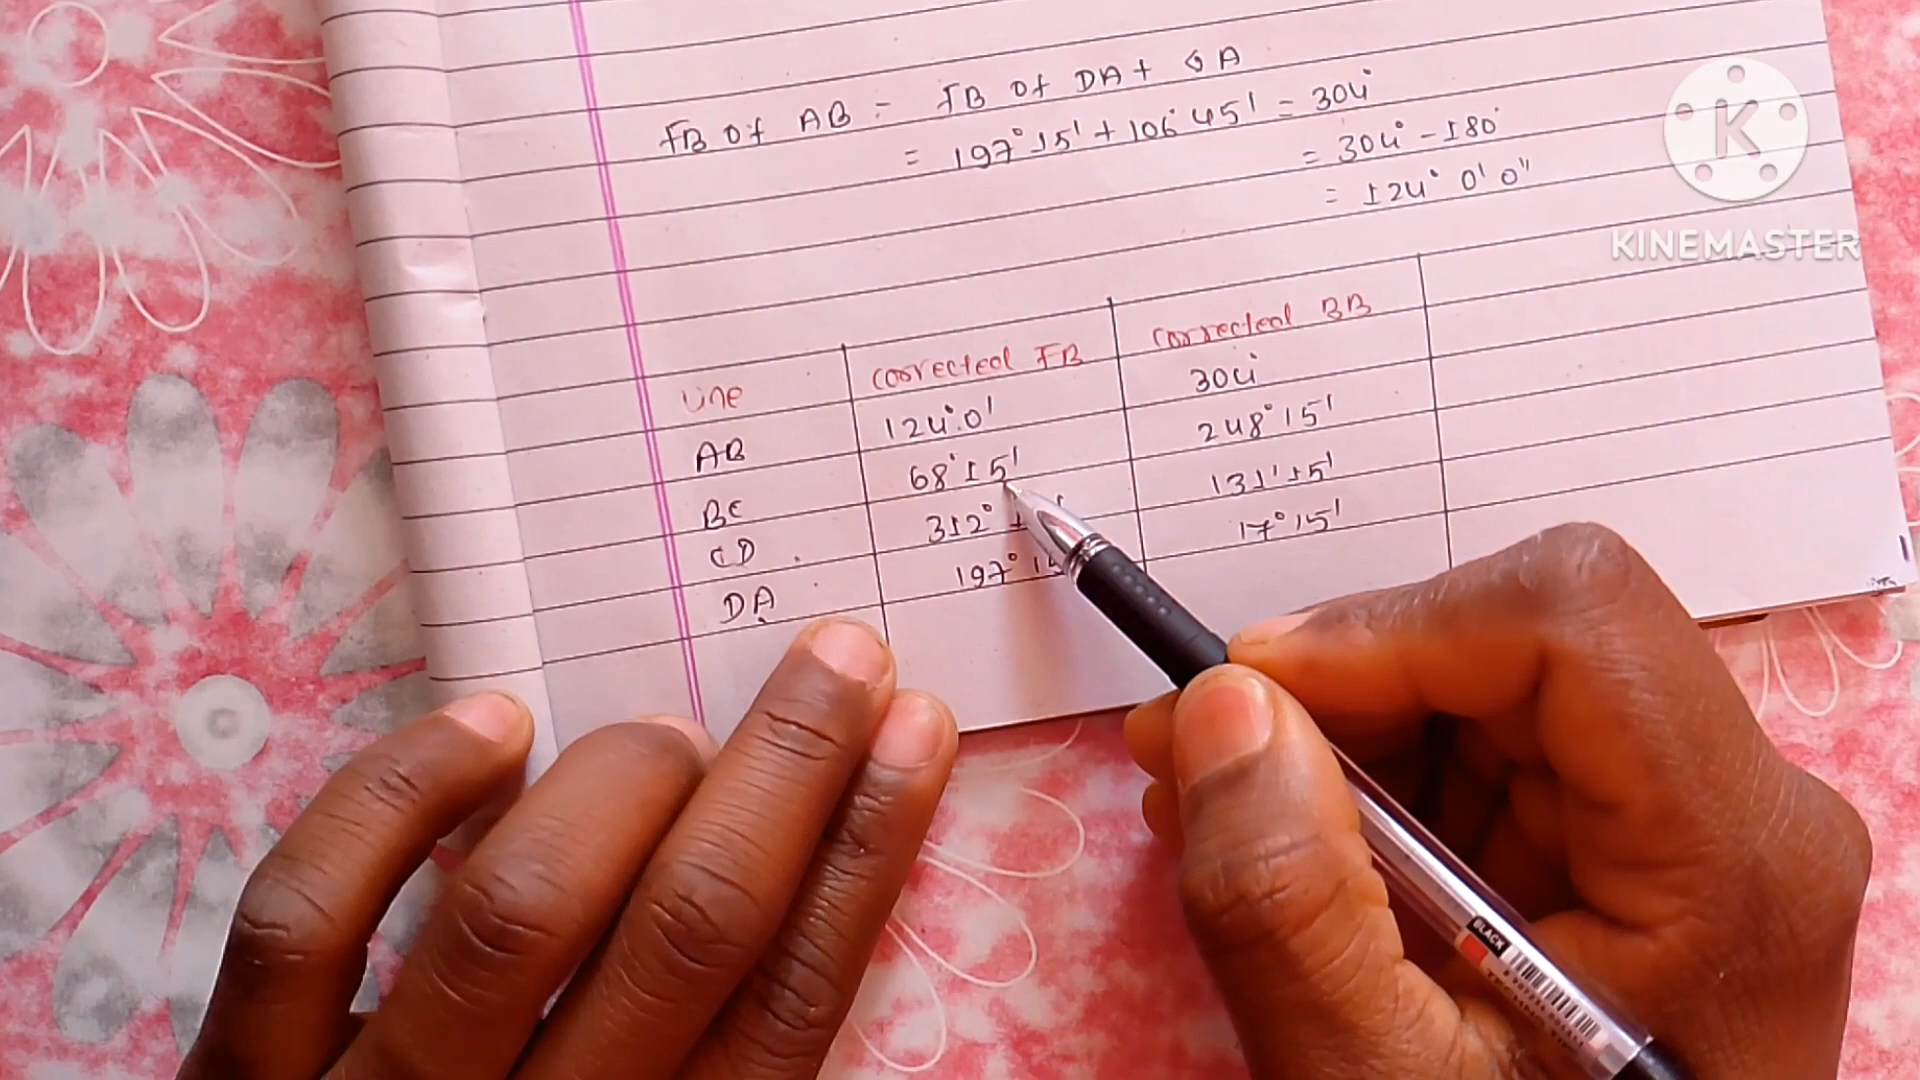 FB of AB = FB of DA + ∠A
= 197° 15' + 106° 45' = 304°
= 304° - 180°
= 124° 0' 0"
K
KINEMASTER
Line corrected FB corrected BB
AB 124° 0' 304°
BC 68° 15' 248° 15'
CD 312° 131' 15'
DA 197° 17° 15'
BLACK